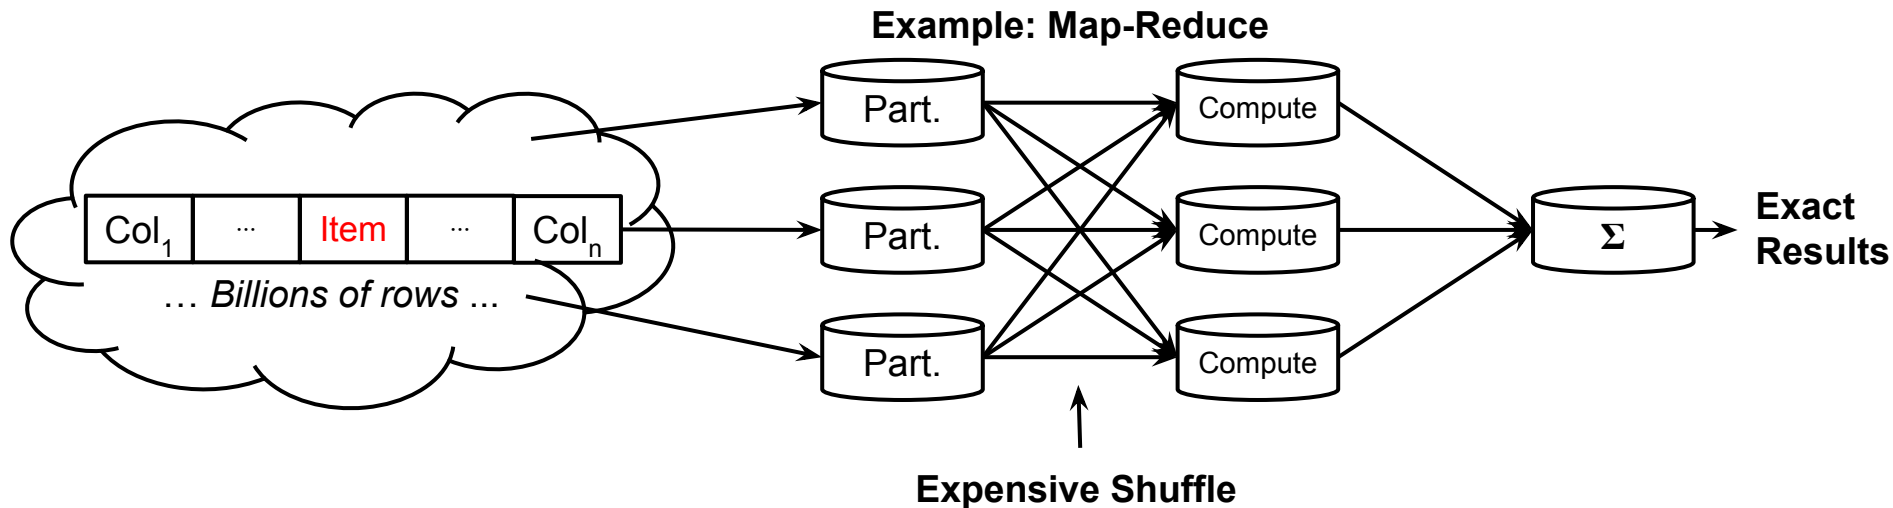 Example: Map-Reduce
Part.
Compute
Col1 ... Item ... Coln
Part.
Compute
Σ
Exact
Results
... Billions of rows ...
Part.
Compute
Expensive Shuffle